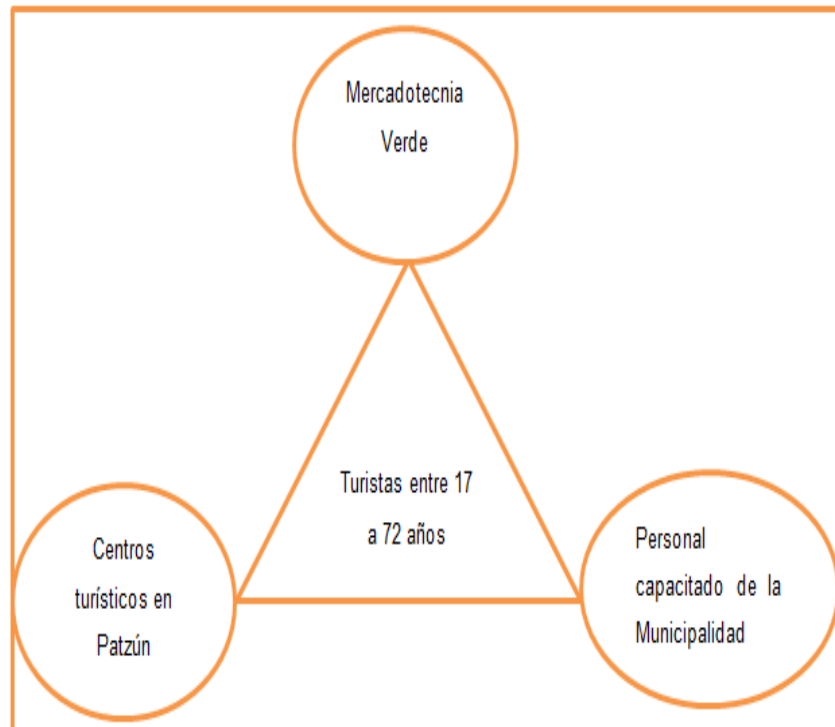 Mercadotecnia
Verde
Turistas entre 17
a 72 años
Centros
turísticos en
Patzún
Personal
capacitado de la
Municipalidad